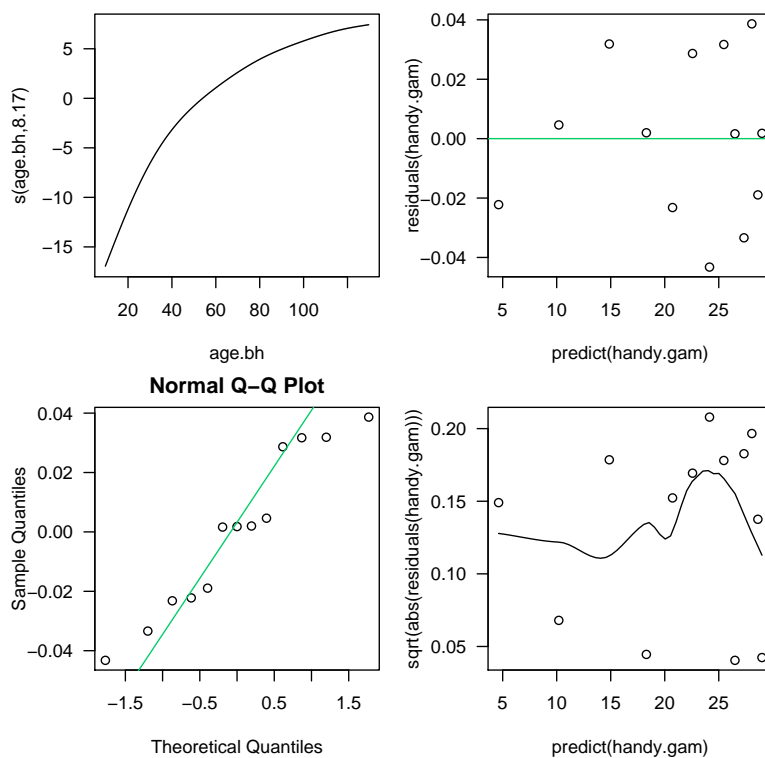 s(age.bh,8.17)
5
0
−5
−10
−15
20 40 60 80 100
age.bh
residuals(handy.gam)
0.04
0.02
0.00
−0.02
−0.04
5 10 15 20 25
predict(handy.gam)
Normal Q−Q Plot
Sample Quantiles
0.04
0.02
0.00
−0.02
−0.04
−1.5 −0.5 0.5 1.5
Theoretical Quantiles
sqrt(abs(residuals(handy.gam)))
0.20
0.15
0.10
0.05
5 10 15 20 25
predict(handy.gam)